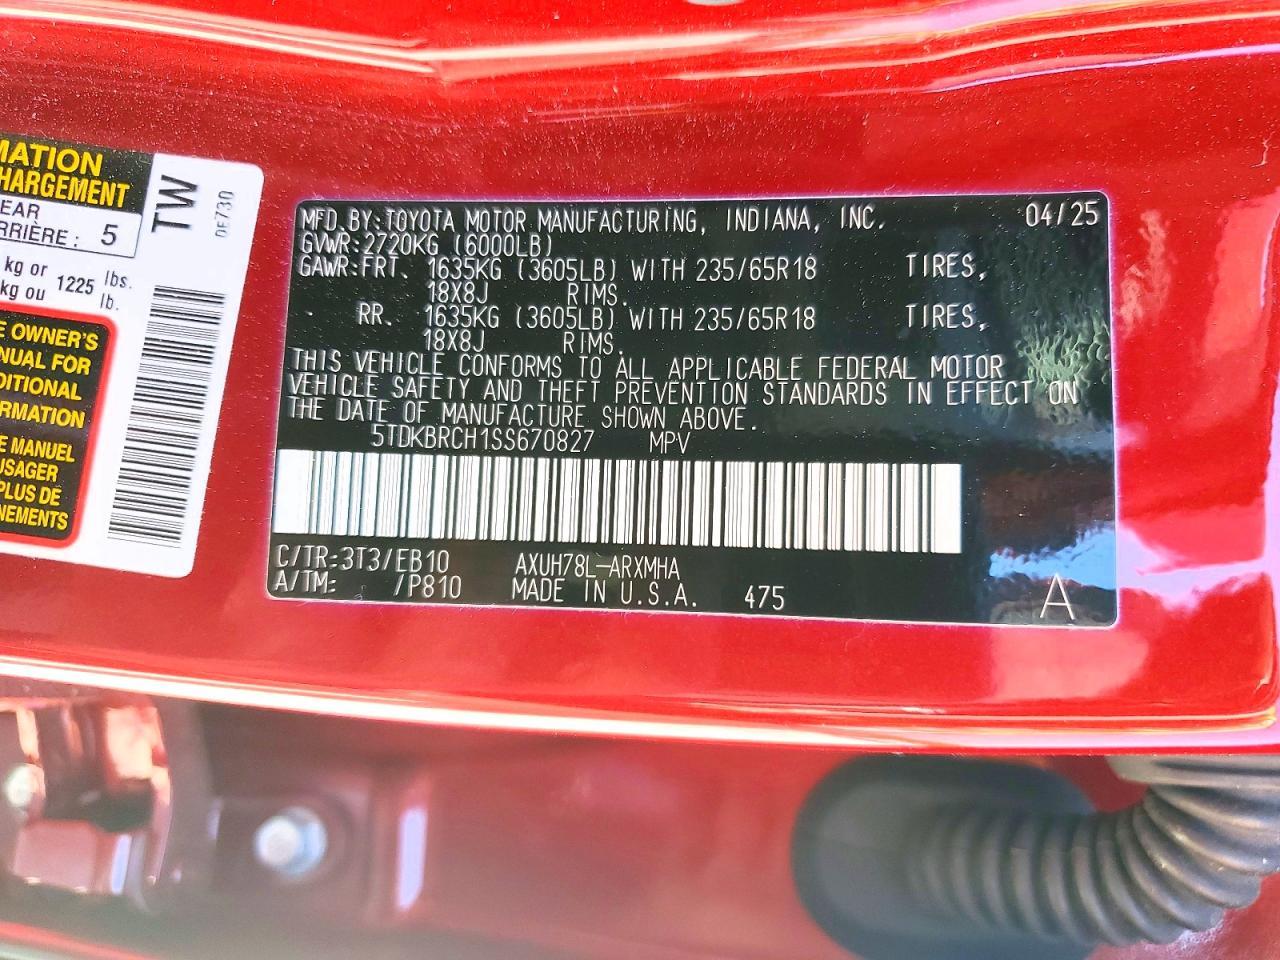 MATION
HARGEMENT
EAR
RRIÈRE : 5
kg or 1225 lbs.
kg ou lb.
E OWNER'S
NUAL FOR
DITIONAL
RMATION
E MANUEL
USAGER
PLUS DE
NEMENTS
TW
0E730
MFD.BY:TOYOTA MOTOR MANUFACTURING, INDIANA, INC. 04/25
GVWR:2720KG (6000LB)
GAWR:FRT. 1635KG (3605LB) WITH 235/65R18 TIRES,
18X8J RIMS.
RR. 1635KG (3605LB) WITH 235/65R18 TIRES,
18X8J RIMS.
THIS VEHICLE CONFORMS TO ALL APPLICABLE FEDERAL MOTOR
VEHICLE SAFETY AND THEFT PREVENTION STANDARDS IN EFFECT ON
THE DATE OF MANUFACTURE SHOWN ABOVE.
5TDKBRCH1SS670827 MPV
C/TR:3T3/EB10 AXUH78L-ARXMHA
A/TM: /P810 MADE IN U.S.A. 475 A